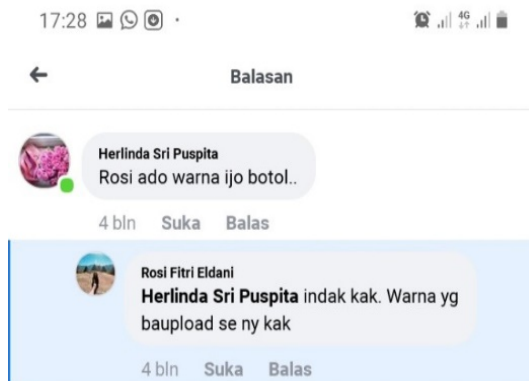 17:28
4G
Balasan
Herlinda Sri Puspita
Rosi ado warna ijo botol..
4 bln Suka Balas
Rosi Fitri Eldani
Herlinda Sri Puspita indak kak. Warna yg
baupload se ny kak
4 bln Suka Balas